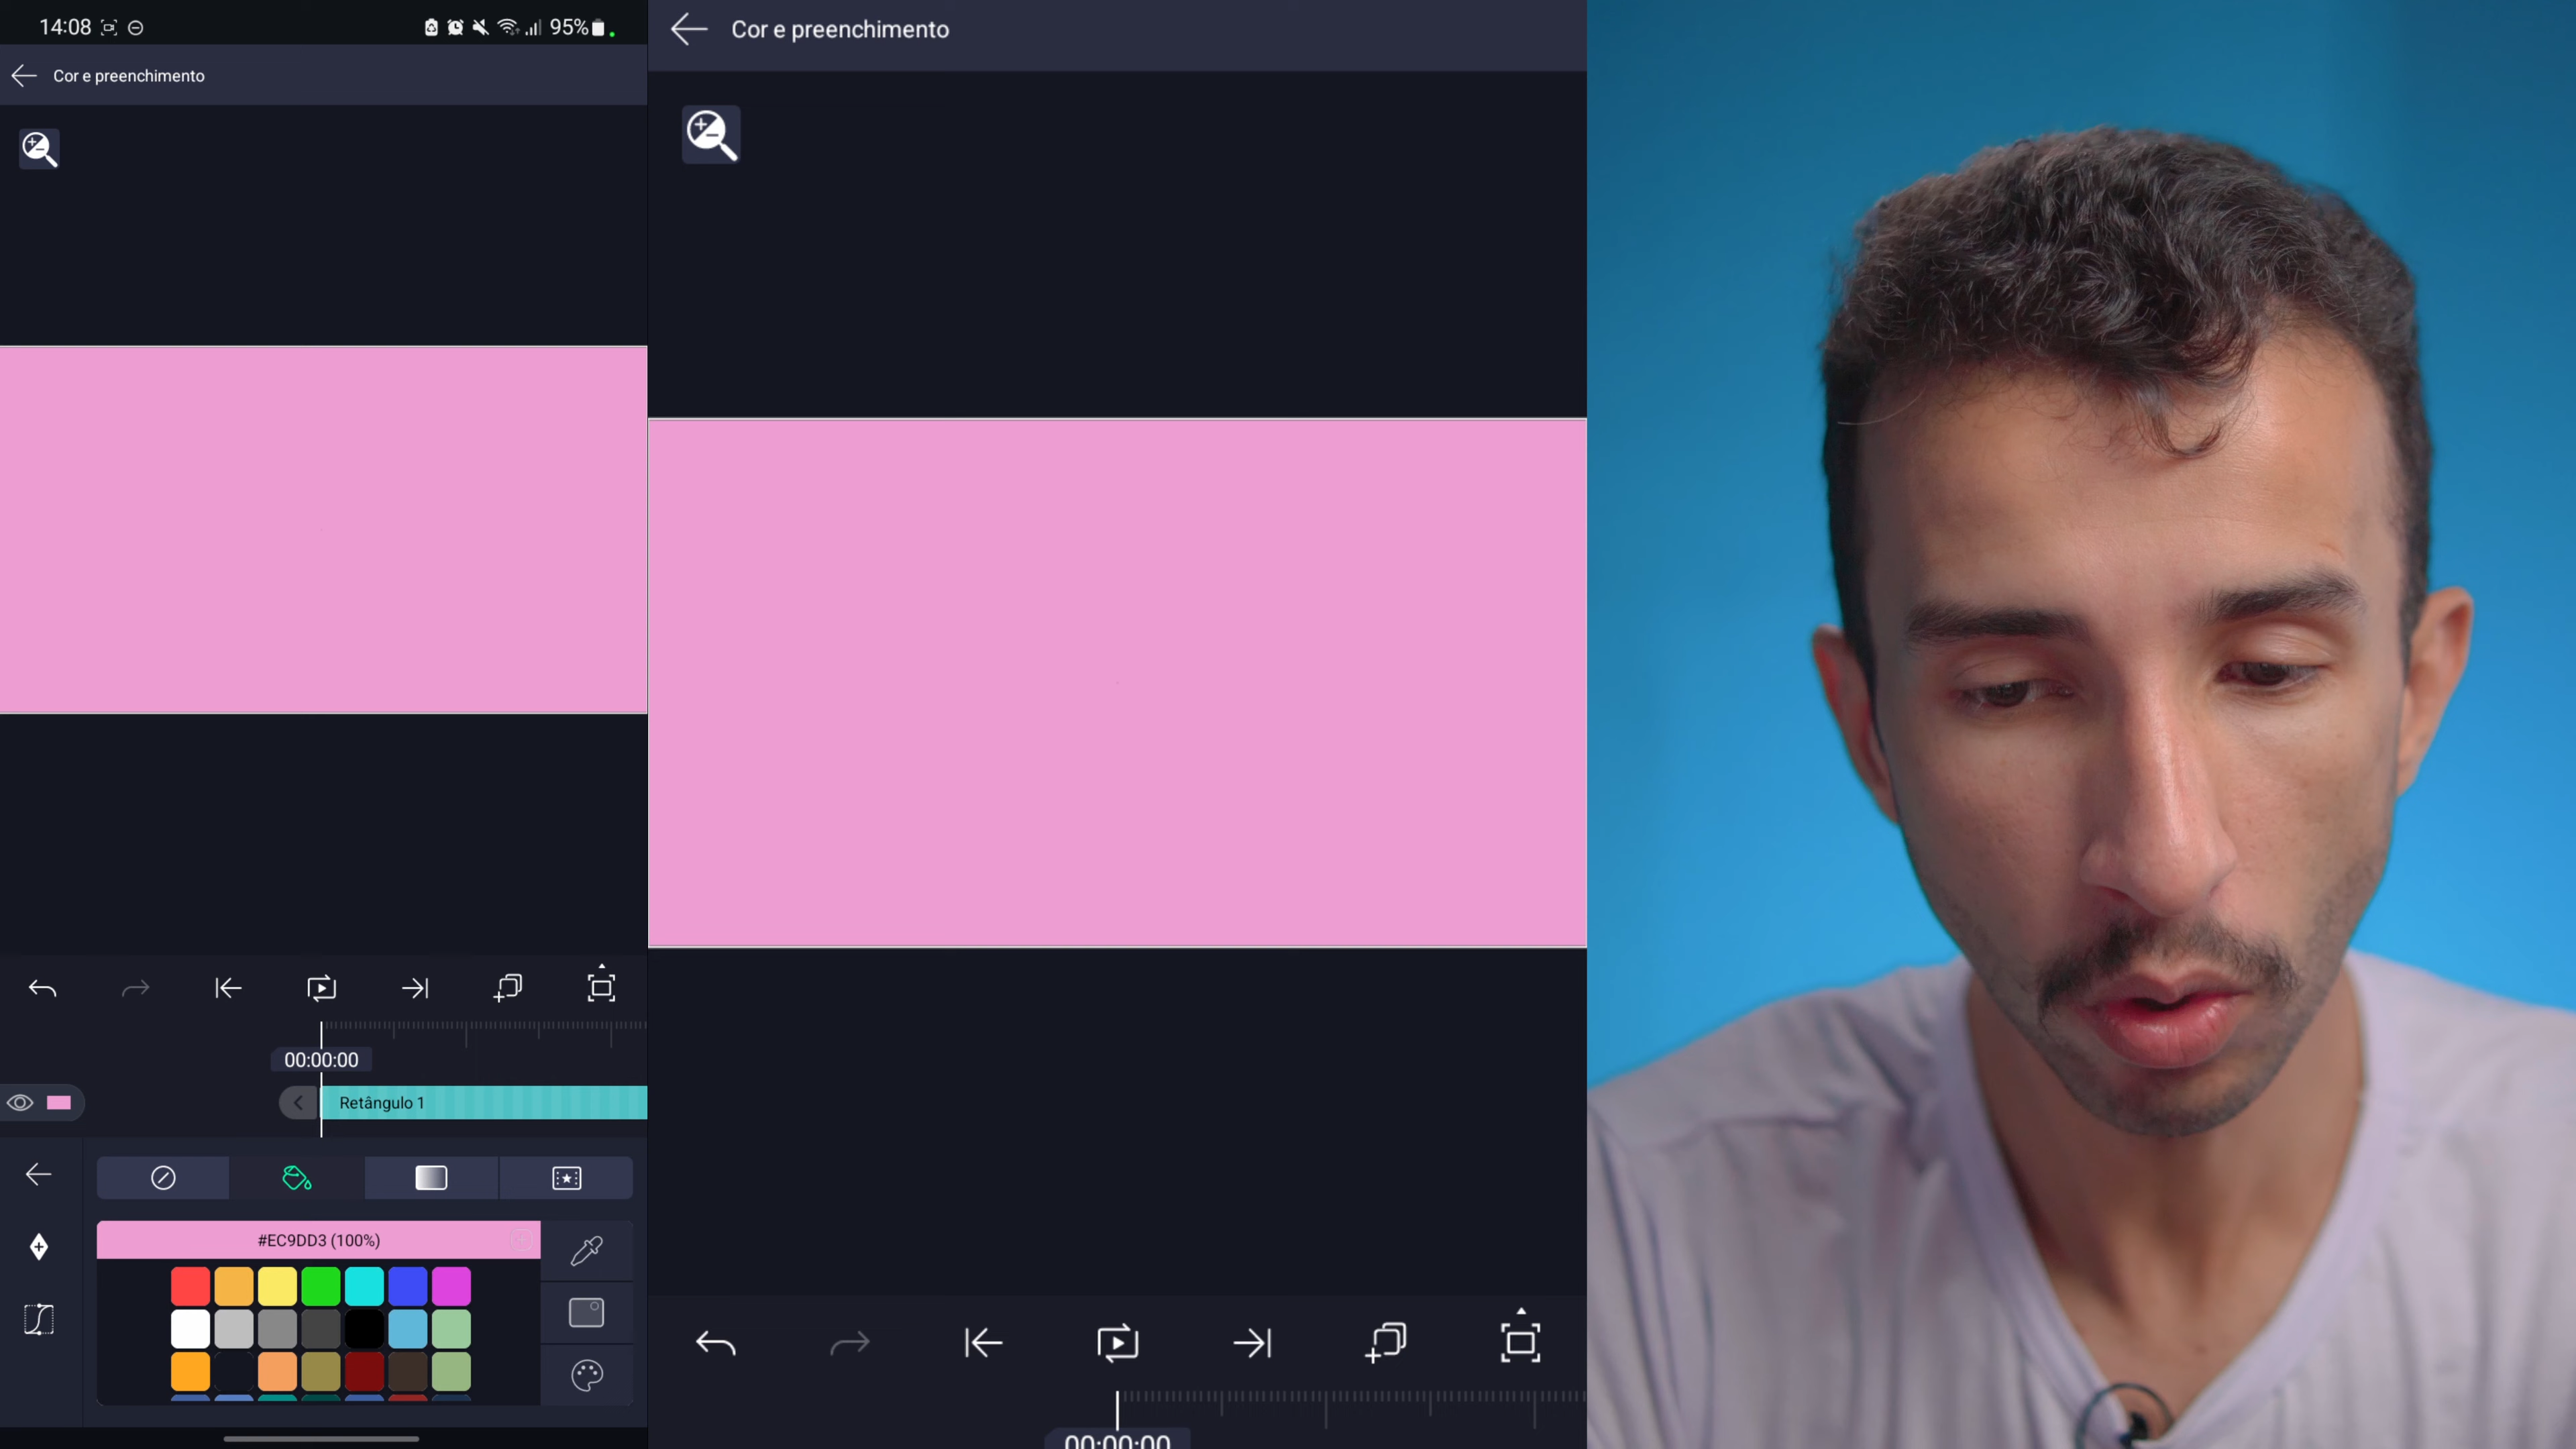 14:08
95%
Cor e preenchimento
00:00:00
Retângulo 1
#EC9DD3 (100%)
Cor e preenchimento
00:00:00